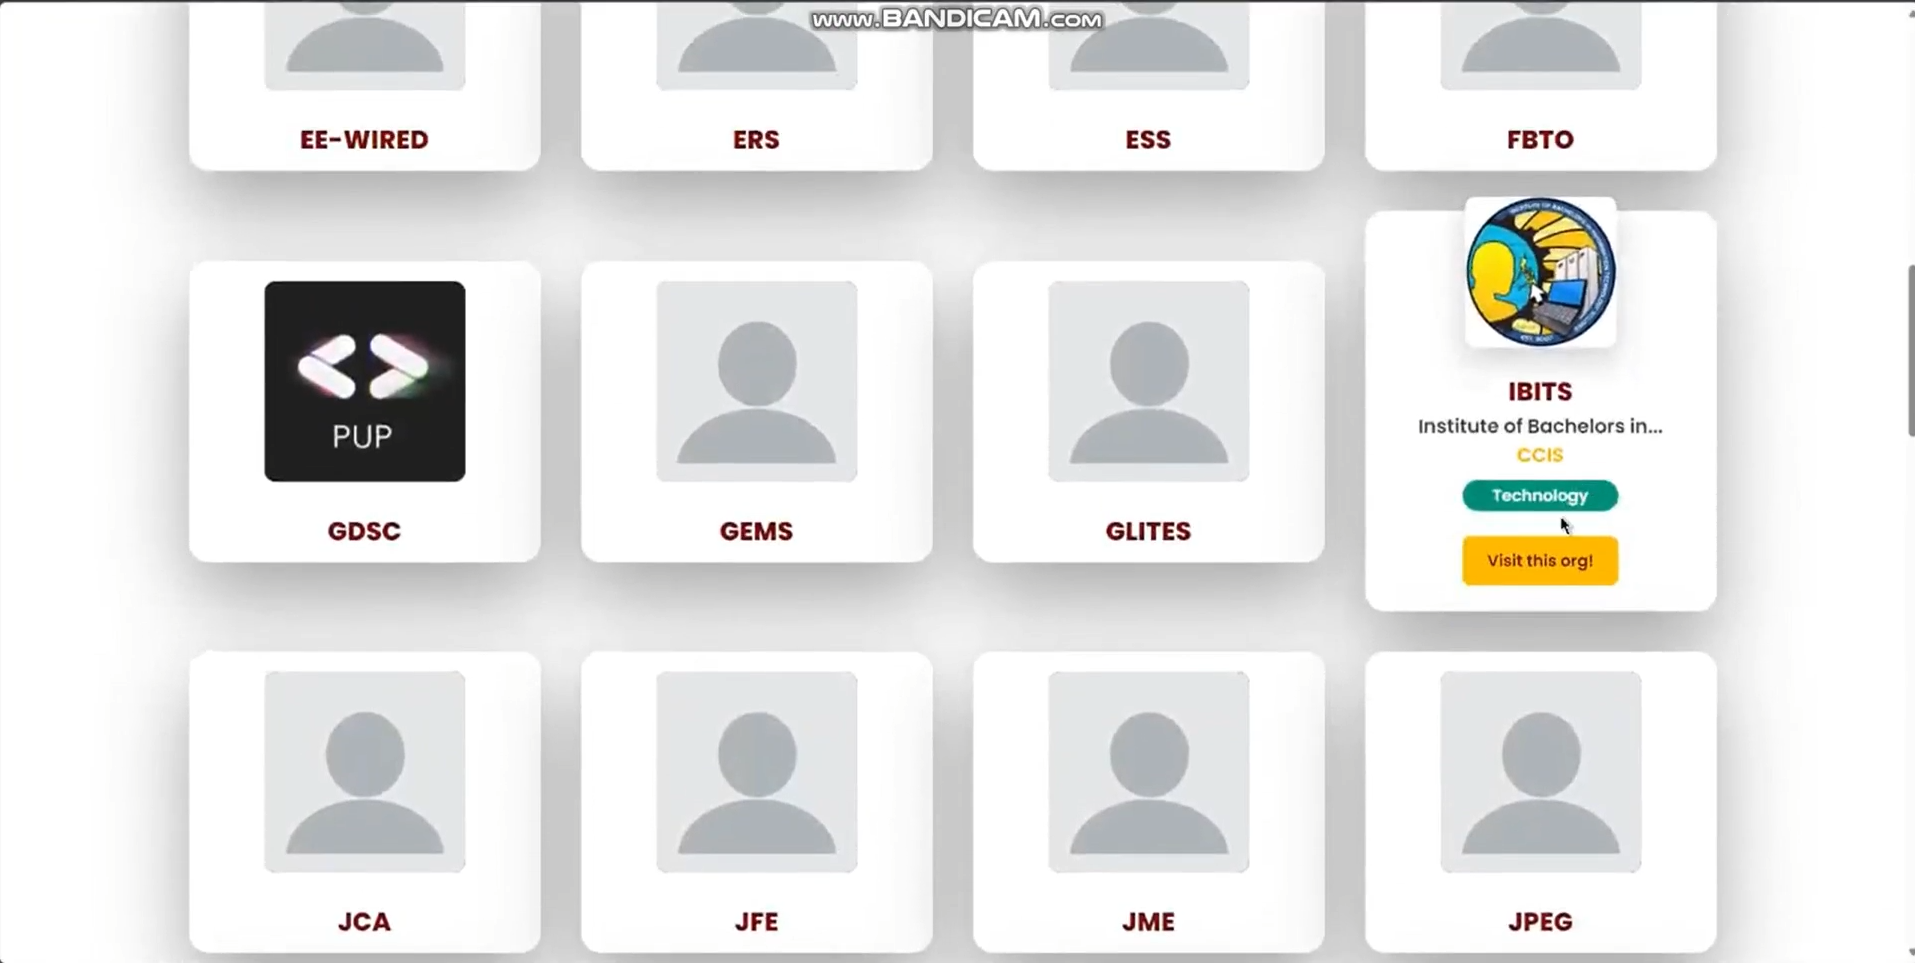 www.BANDICAM.com
EE-WIRED
ERS
ESS
FBTO
PUP
GDSC
GEMS
GLITES
IBITS
Institute of Bachelors in...
CCIS
Technology
Visit this org!
JCA
JFE
JME
JPEG